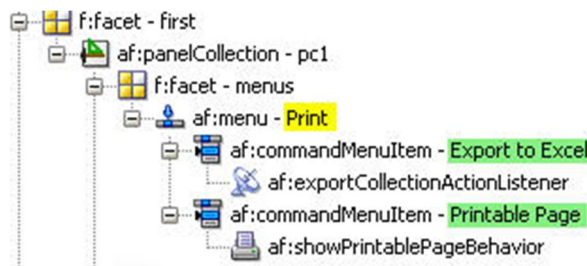 f:facet - first
af:panelCollection - pc1
f:facet - menus
af:menu - Print
af:commandMenuItem - Export to Excel
af:exportCollectionActionListener
af:commandMenuItem - Printable Page
af:showPrintablePageBehavior